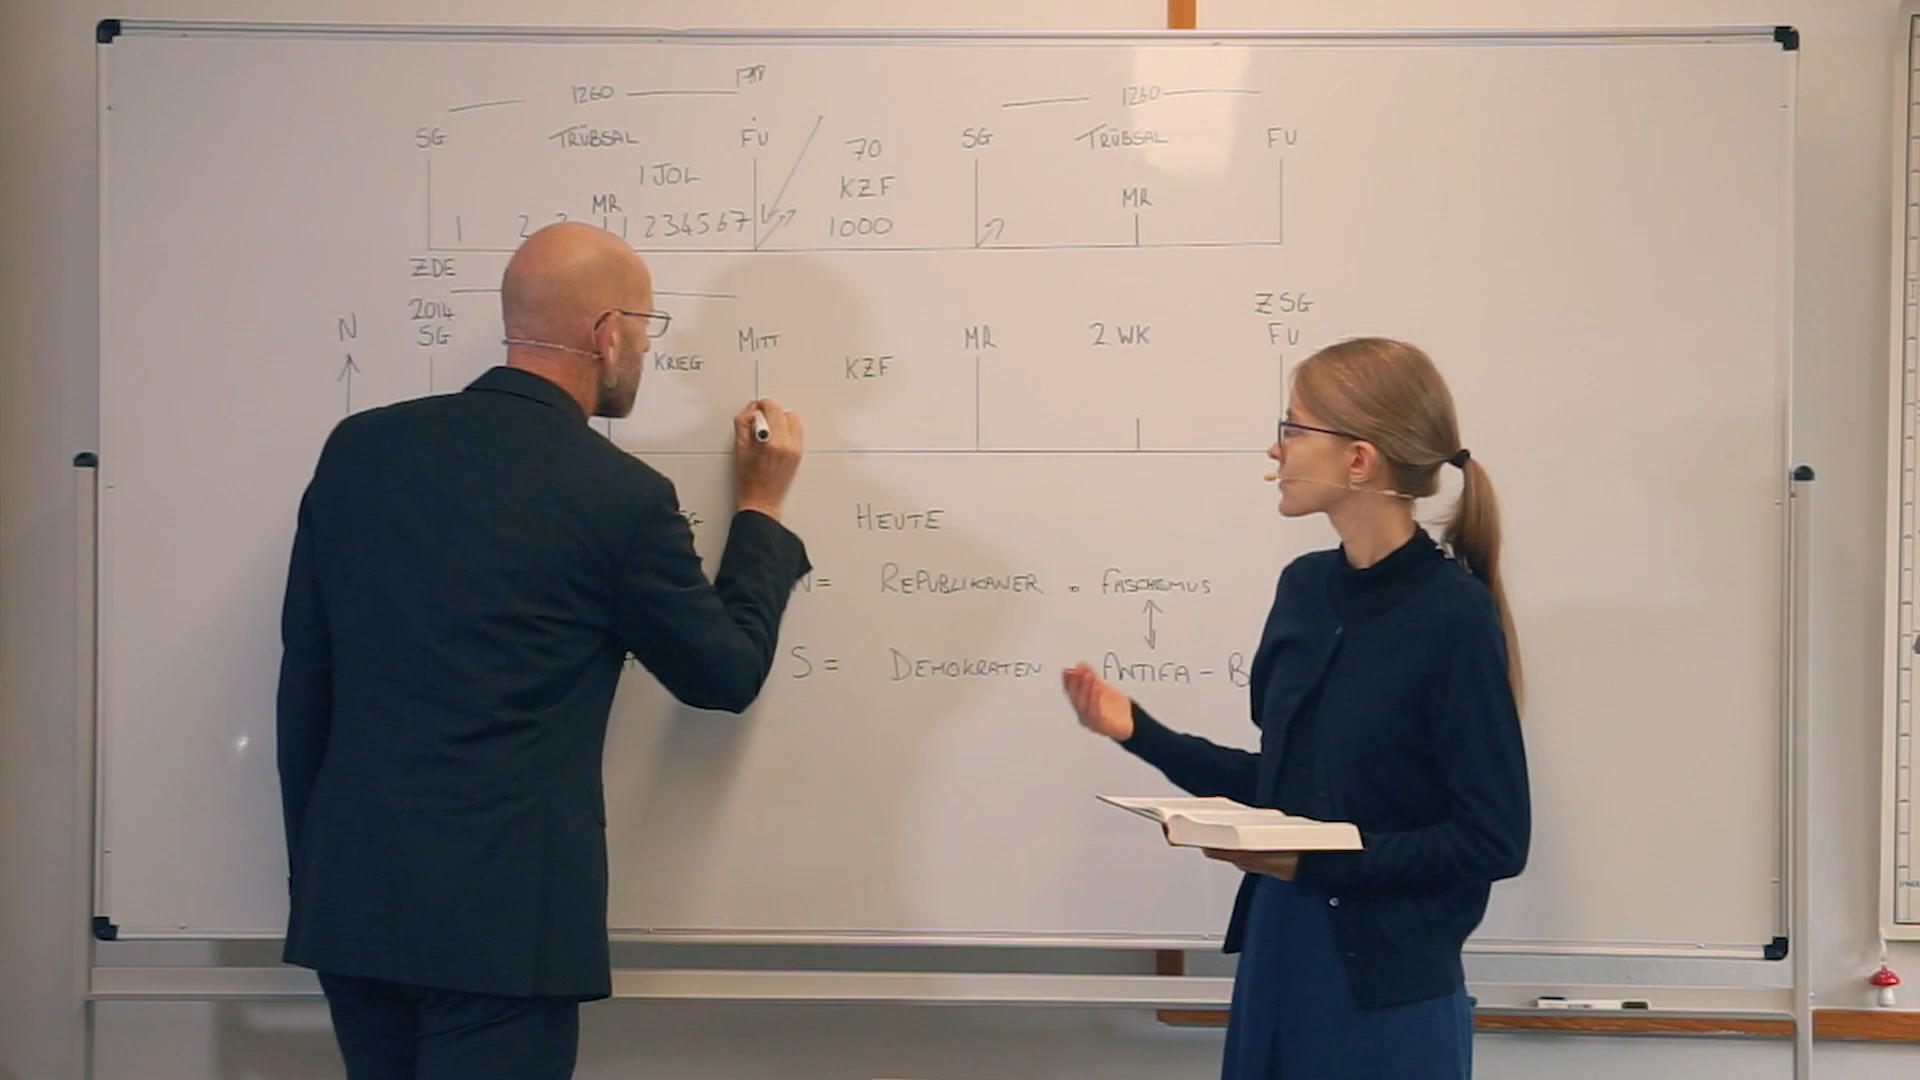 1260 1798 1260
SG TRÜBSAL FU 70 SG TRÜBSAL FU
1 JOL KZF
MR MR
1 2 3 1 2 3 4 5 6 7 1000
ZDE
2014 ZSG
N SG MITT MR 2 WK FU
KRIEG KZF
HEUTE
N = REPUBLIKANER FASCHISMUS
S = DEMOKRATEN ANTIFA - B